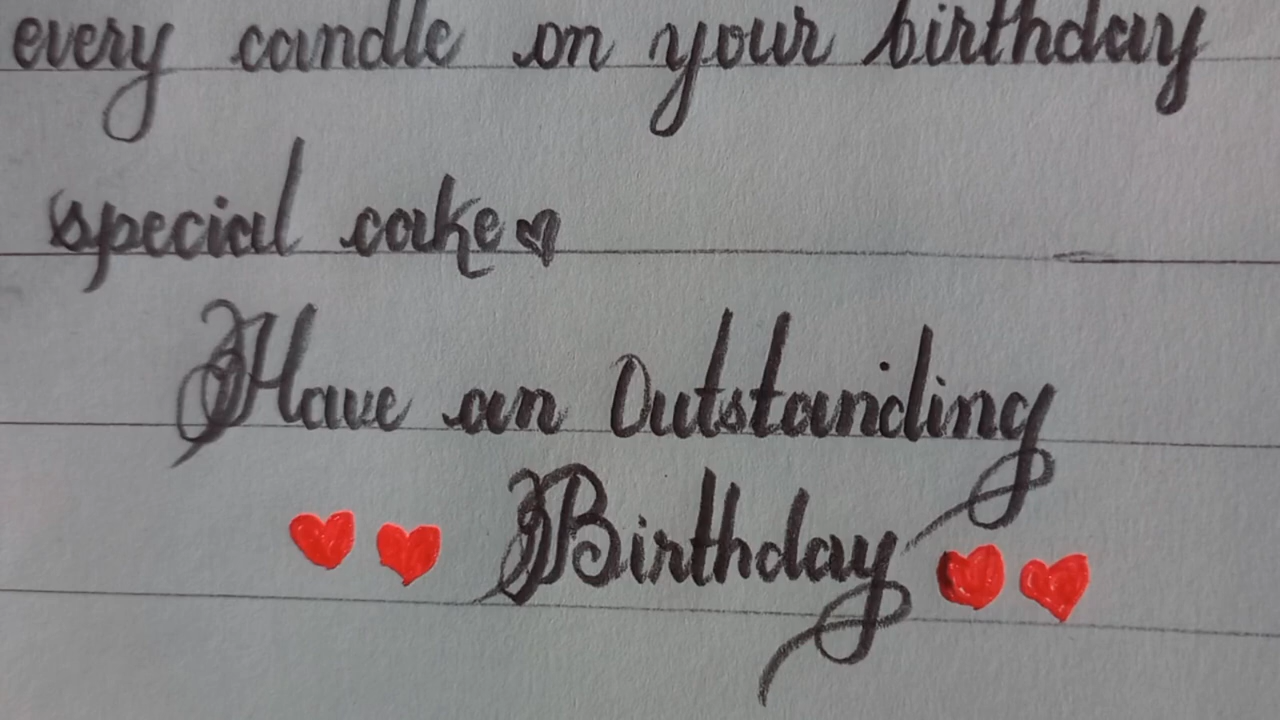 every candle on your birthday
special cake
Have an Outstanding
Birthday